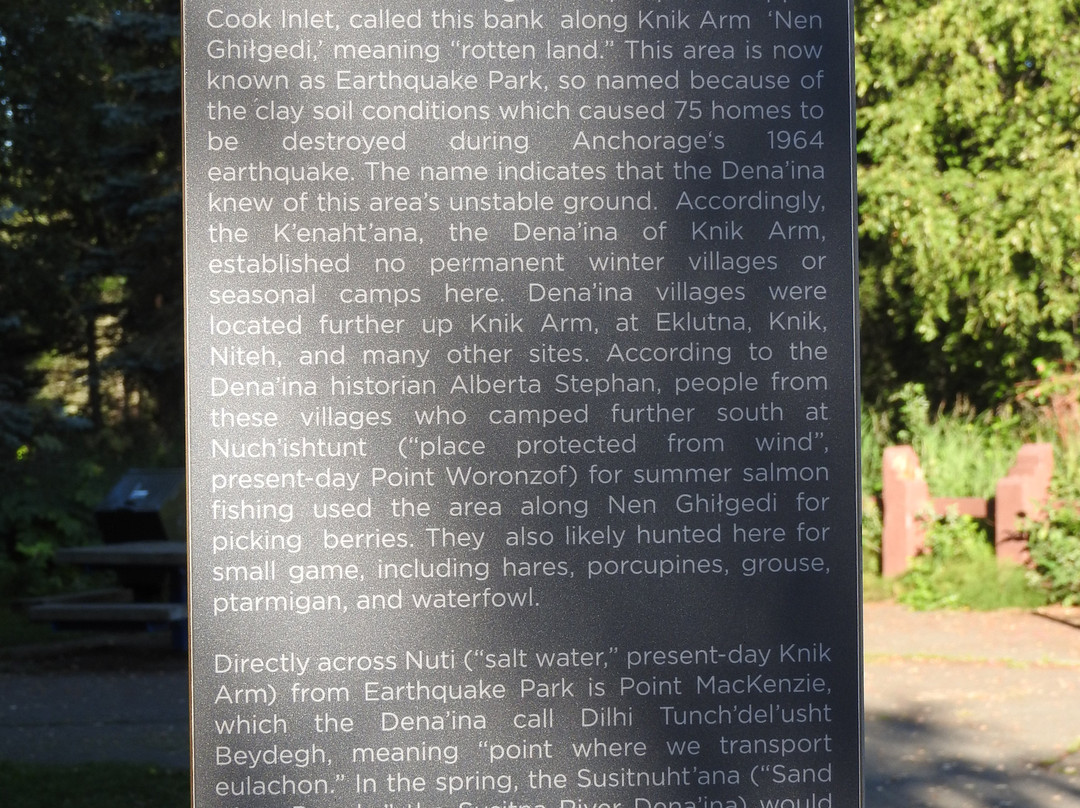 Cook Inlet, called this bank along Knik Arm ‘Nen
Ghiłgedi,’ meaning “rotten land.” This area is now
known as Earthquake Park, so named because of
the clay soil conditions which caused 75 homes to
be destroyed during Anchorage‘s 1964
earthquake. The name indicates that the Dena’ina
knew of this area’s unstable ground. Accordingly,
the K’enaht’ana, the Dena’ina of Knik Arm,
established no permanent winter villages or
seasonal camps here. Dena’ina villages were
located further up Knik Arm, at Eklutna, Knik,
Niteh, and many other sites. According to the
Dena’ina historian Alberta Stephan, people from
these villages who camped further south at
Nuch’ishtunt (“place protected from wind”,
present-day Point Woronzof) for summer salmon
fishing used the area along Nen Ghiłgedi for
picking berries. They also likely hunted here for
small game, including hares, porcupines, grouse,
ptarmigan, and waterfowl.
Directly across Nuti (“salt water,” present-day Knik
Arm) from Earthquake Park is Point MacKenzie,
which the Dena’ina call Dilhi Tunch’del’usht
Beydegh, meaning “point where we transport
eulachon.” In the spring, the Susitnuht’ana (“Sand
Susitna River Dena’ina) would